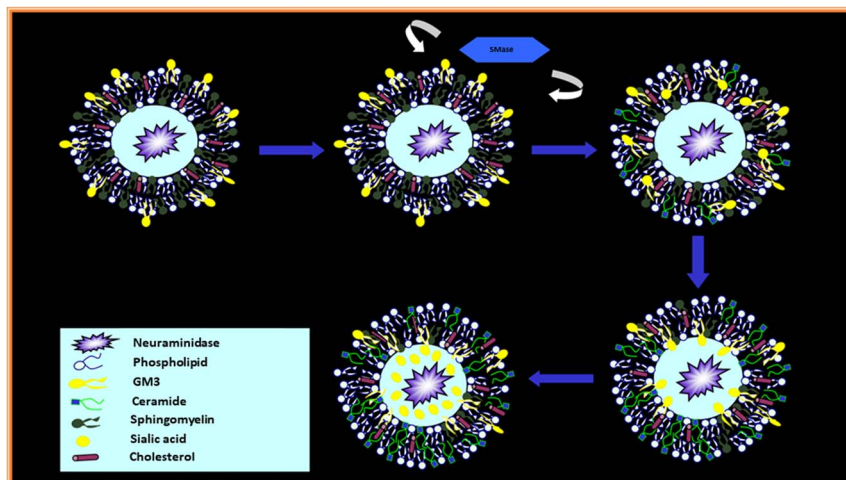 SMase
Neuraminidase
Phospholipid
GM3
Ceramide
Sphingomyelin
Sialic acid
Cholesterol